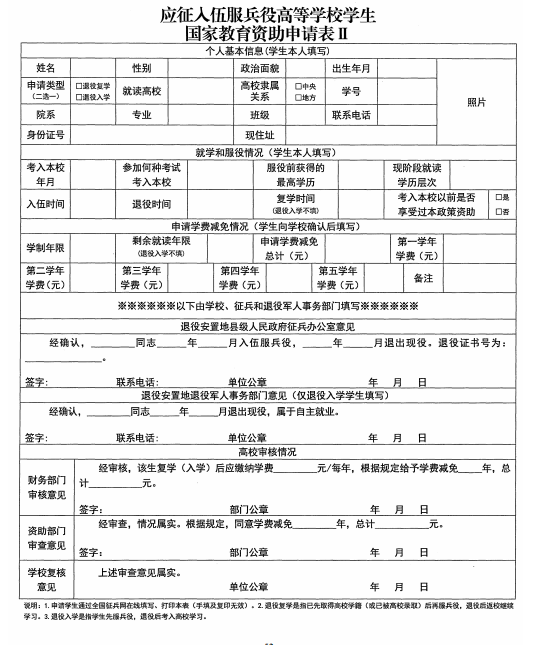 应征入伍服兵役高等学校学生
国家教育资助申请表Ⅱ
个人基本信息(学生本人填写)
姓名 性别 政治面貌 出生年月
申请类型 (二选一) □退役复学 □退役入学 就读高校 高校隶属关系 □中央 □地方 学号 照片
院系 专业 班级 联系电话
身份证号 现住址
就学和服役情况（学生本人填写）
考入本校年月 参加何种考试考入本校 服役前获得的最高学历 现阶段就读学历层次
入伍时间 退役时间 复学时间 (退役入学不填) 考入本校以前是否享受过本政策资助 □是 □否
申请学费减免情况（学生向学校确认后填写）
学制年限 剩余就读年限 (退役入学不填) 申请学费减免总计（元） 第一学年学费（元）
第二学年学费（元） 第三学年学费（元） 第四学年学费（元） 第五学年学费（元） 备注
※※※※※※以下由学校、征兵和退役军人事务部门填写※※※※※※
退役安置地县级人民政府征兵办公室意见
经确认，________同志_____年_____月入伍服兵役，______年______月退出现役。退役证书号为：
______________。
签字： 联系电话： 单位公章 年 月 日
退役安置地退役军人事务部门意见（仅退役入学学生填写）
经确认，________同志_____年______月退出现役，属于自主就业。
签字： 联系电话： 单位公章 年 月 日
高校审核情况
财务部门审核意见
经审核，该生复学（入学）后应缴纳学费________元/每年，根据规定给予学费减免_____年，总
计__________元。
签字： 部门公章 年 月 日
资助部门审查意见
经审查，情况属实。根据规定，同意学费减免________年，总计__________元。
签字： 部门公章 年 月 日
学校复核意见
上述审查意见属实。
单位公章 年 月 日
说明：1.申请学生通过全国征兵网在线填写、打印本表（手填及复印无效）。2.退役复学是指已先取得高校学籍（或已被高校录取）后再服兵役，退役后返校继续
学习。3.退役入学是指学生先服兵役，退役后考入高校学习。